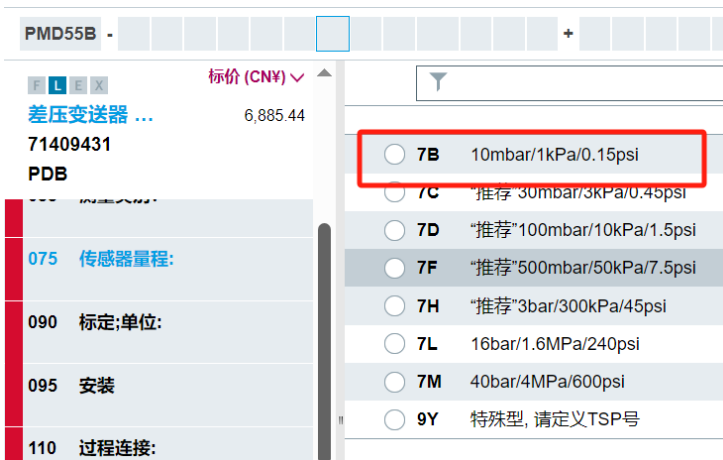 PMD55B -
+
F L E X
标价 (CN¥)
差压变送器 ...
6,885.44
71409431
PDB
075 传感器量程:
090 标定;单位:
095 安装
110 过程连接:
7B 10mbar/1kPa/0.15psi
7C “推荐”30mbar/3kPa/0.45psi
7D “推荐”100mbar/10kPa/1.5psi
7F “推荐”500mbar/50kPa/7.5psi
7H “推荐”3bar/300kPa/45psi
7L 16bar/1.6MPa/240psi
7M 40bar/4MPa/600psi
9Y 特殊型, 请定义TSP号